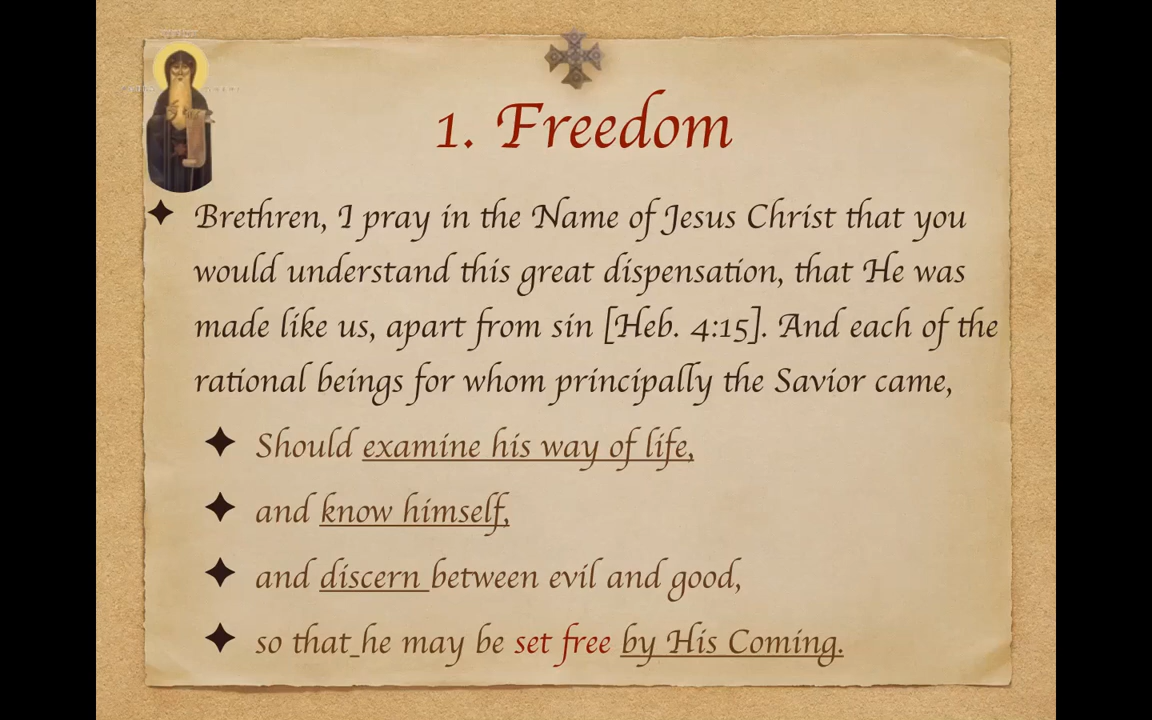 1. Freedom
Brethren, I pray in the Name of Jesus Christ that you
would understand this great dispensation, that He was
made like us, apart from sin [Heb. 4:15]. And each of the
rational beings for whom principally the Savior came,
Should examine his way of life,
and know himself,
and discern between evil and good,
so that he may be set free by His Coming.